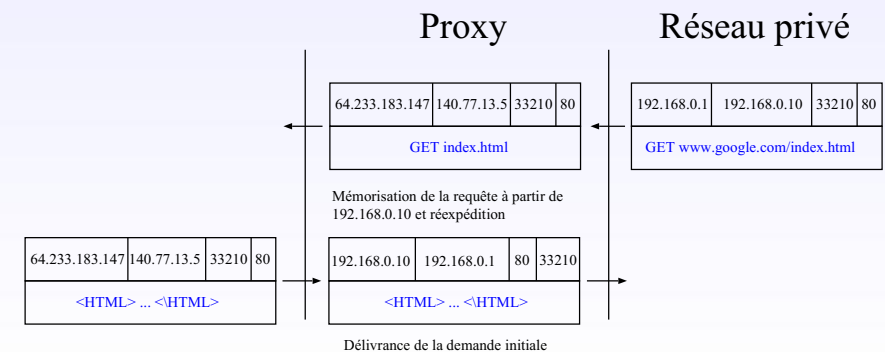 Proxy
Réseau privé
64.233.183.147 140.77.13.5 33210 80
GET index.html
192.168.0.1 192.168.0.10 33210 80
GET www.google.com/index.html
Mémorisation de la requête à partir de
192.168.0.10 et réexpédition
64.233.183.147 140.77.13.5 33210 80
<HTML> ... <\HTML>
192.168.0.10 192.168.0.1 80 33210
<HTML> ... <\HTML>
Délivrance de la demande initiale